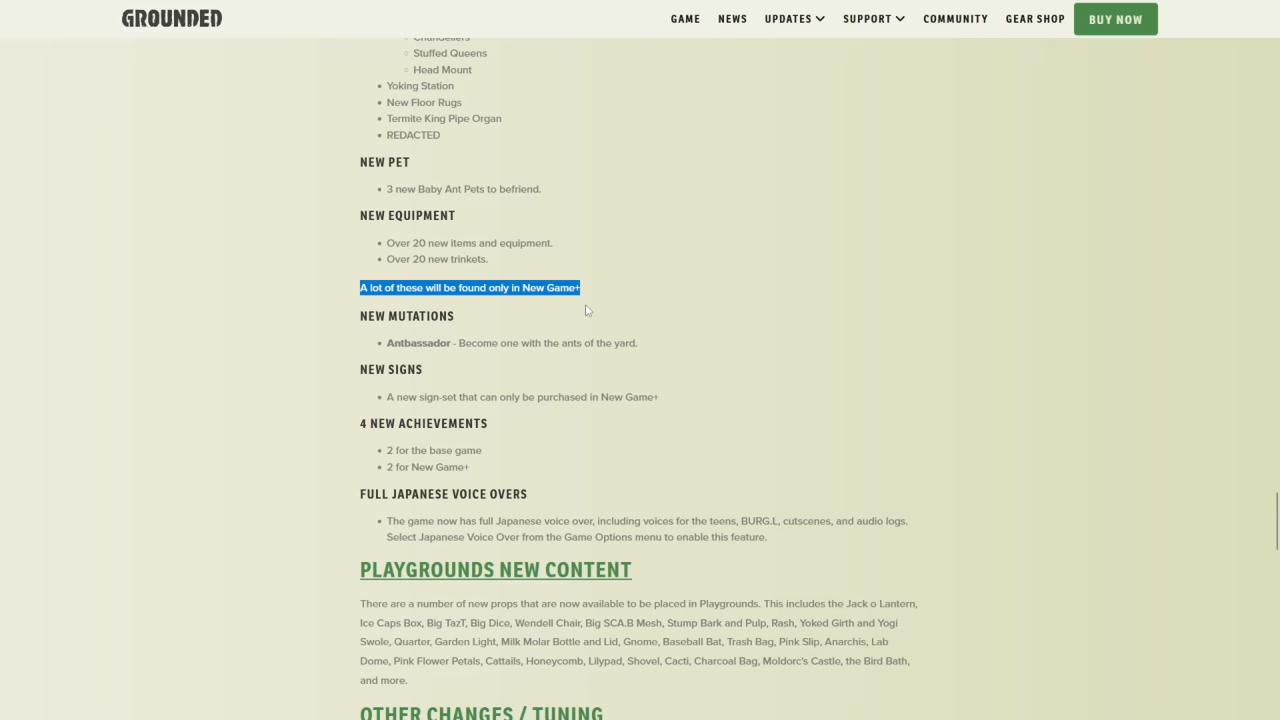 GROUNDED
GAME NEWS UPDATES SUPPORT COMMUNITY GEAR SHOP BUY NOW
Chandeliers
Stuffed Queens
Head Mount
Yoking Station
New Floor Rugs
Termite King Pipe Organ
REDACTED
NEW PET
3 new Baby Ant Pets to befriend.
NEW EQUIPMENT
Over 20 new items and equipment.
Over 20 new trinkets.
A lot of these will be found only in New Game+
NEW MUTATIONS
Antbassador - Become one with the ants of the yard.
NEW SIGNS
A new sign-set that can only be purchased in New Game+
4 NEW ACHIEVEMENTS
2 for the base game
2 for New Game+
FULL JAPANESE VOICE OVERS
The game now has full Japanese voice over, including voices for the teens, BURG.L, cutscenes, and audio logs.
Select Japanese Voice Over from the Game Options menu to enable this feature.
PLAYGROUNDS NEW CONTENT
There are a number of new props that are now available to be placed in Playgrounds. This includes the Jack o Lantern,
Ice Caps Box, Big TazT, Big Dice, Wendell Chair, Big SCA.B Mesh, Stump Bark and Pulp, Rash, Yoked Girth and Yogi
Swole, Quarter, Garden Light, Milk Molar Bottle and Lid, Gnome, Baseball Bat, Trash Bag, Pink Slip, Anarchis, Lab
Dome, Pink Flower Petals, Cattails, Honeycomb, Lilypad, Shovel, Cacti, Charcoal Bag, Moldorc's Castle, the Bird Bath,
and more.
OTHER CHANGES / TUNING